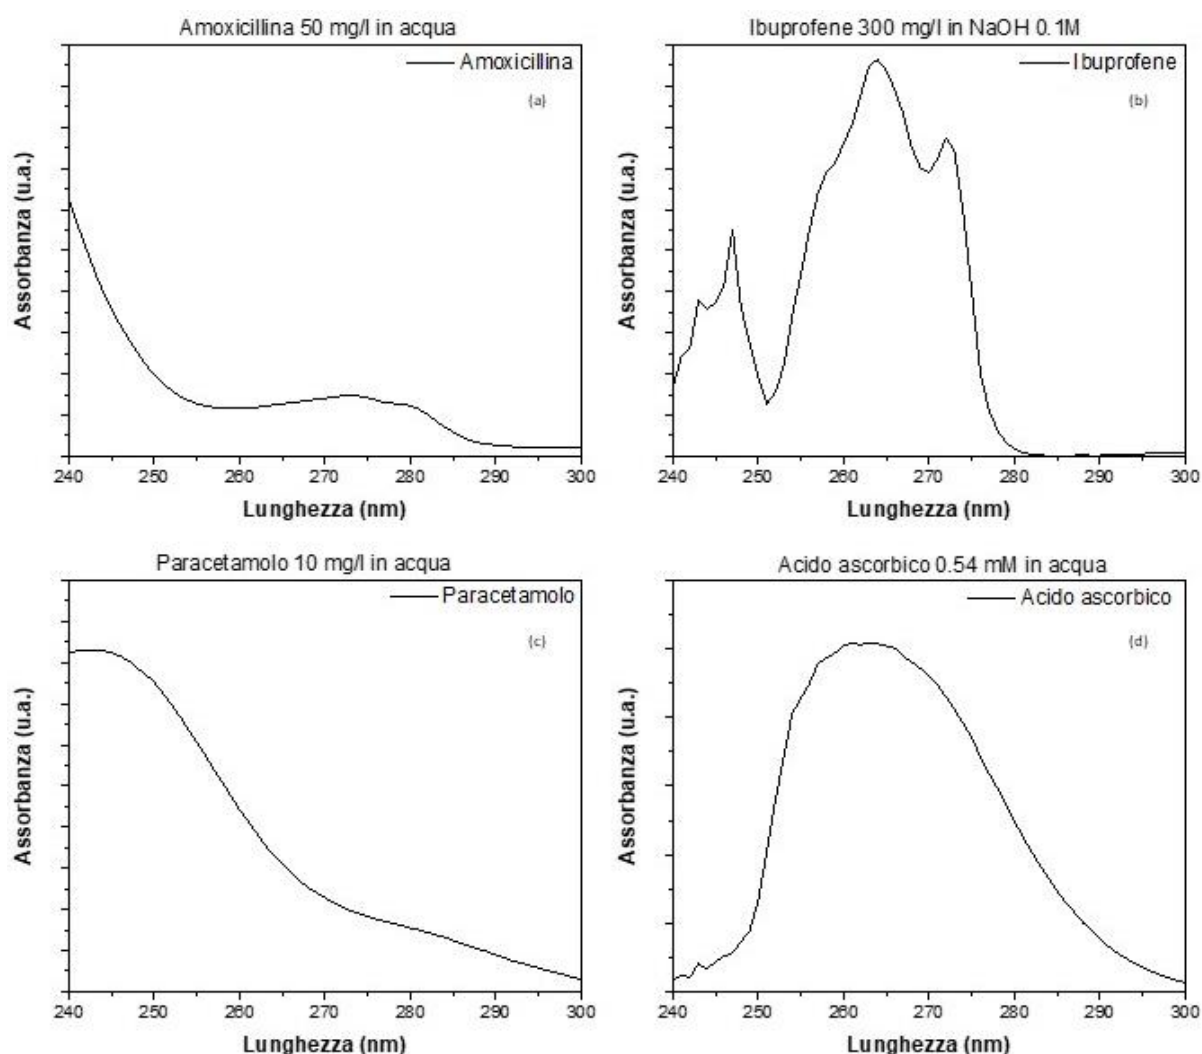 Amoxicillina 50 mg/l in acqua
Amoxicillina
(a)
Assorbanza (u.a.)
240 250 260 270 280 290 300
Lunghezza (nm)
Ibuprofene 300 mg/l in NaOH 0.1M
Ibuprofene
(b)
Assorbanza (u.a.)
240 250 260 270 280 290 300
Lunghezza (nm)
Paracetamolo 10 mg/l in acqua
Paracetamolo
(c)
Assorbanza (u.a.)
240 250 260 270 280 290 300
Lunghezza (nm)
Acido ascorbico 0.54 mM in acqua
Acido ascorbico
(d)
Assorbanza (u.a.)
240 250 260 270 280 290 300
Lunghezza (nm)